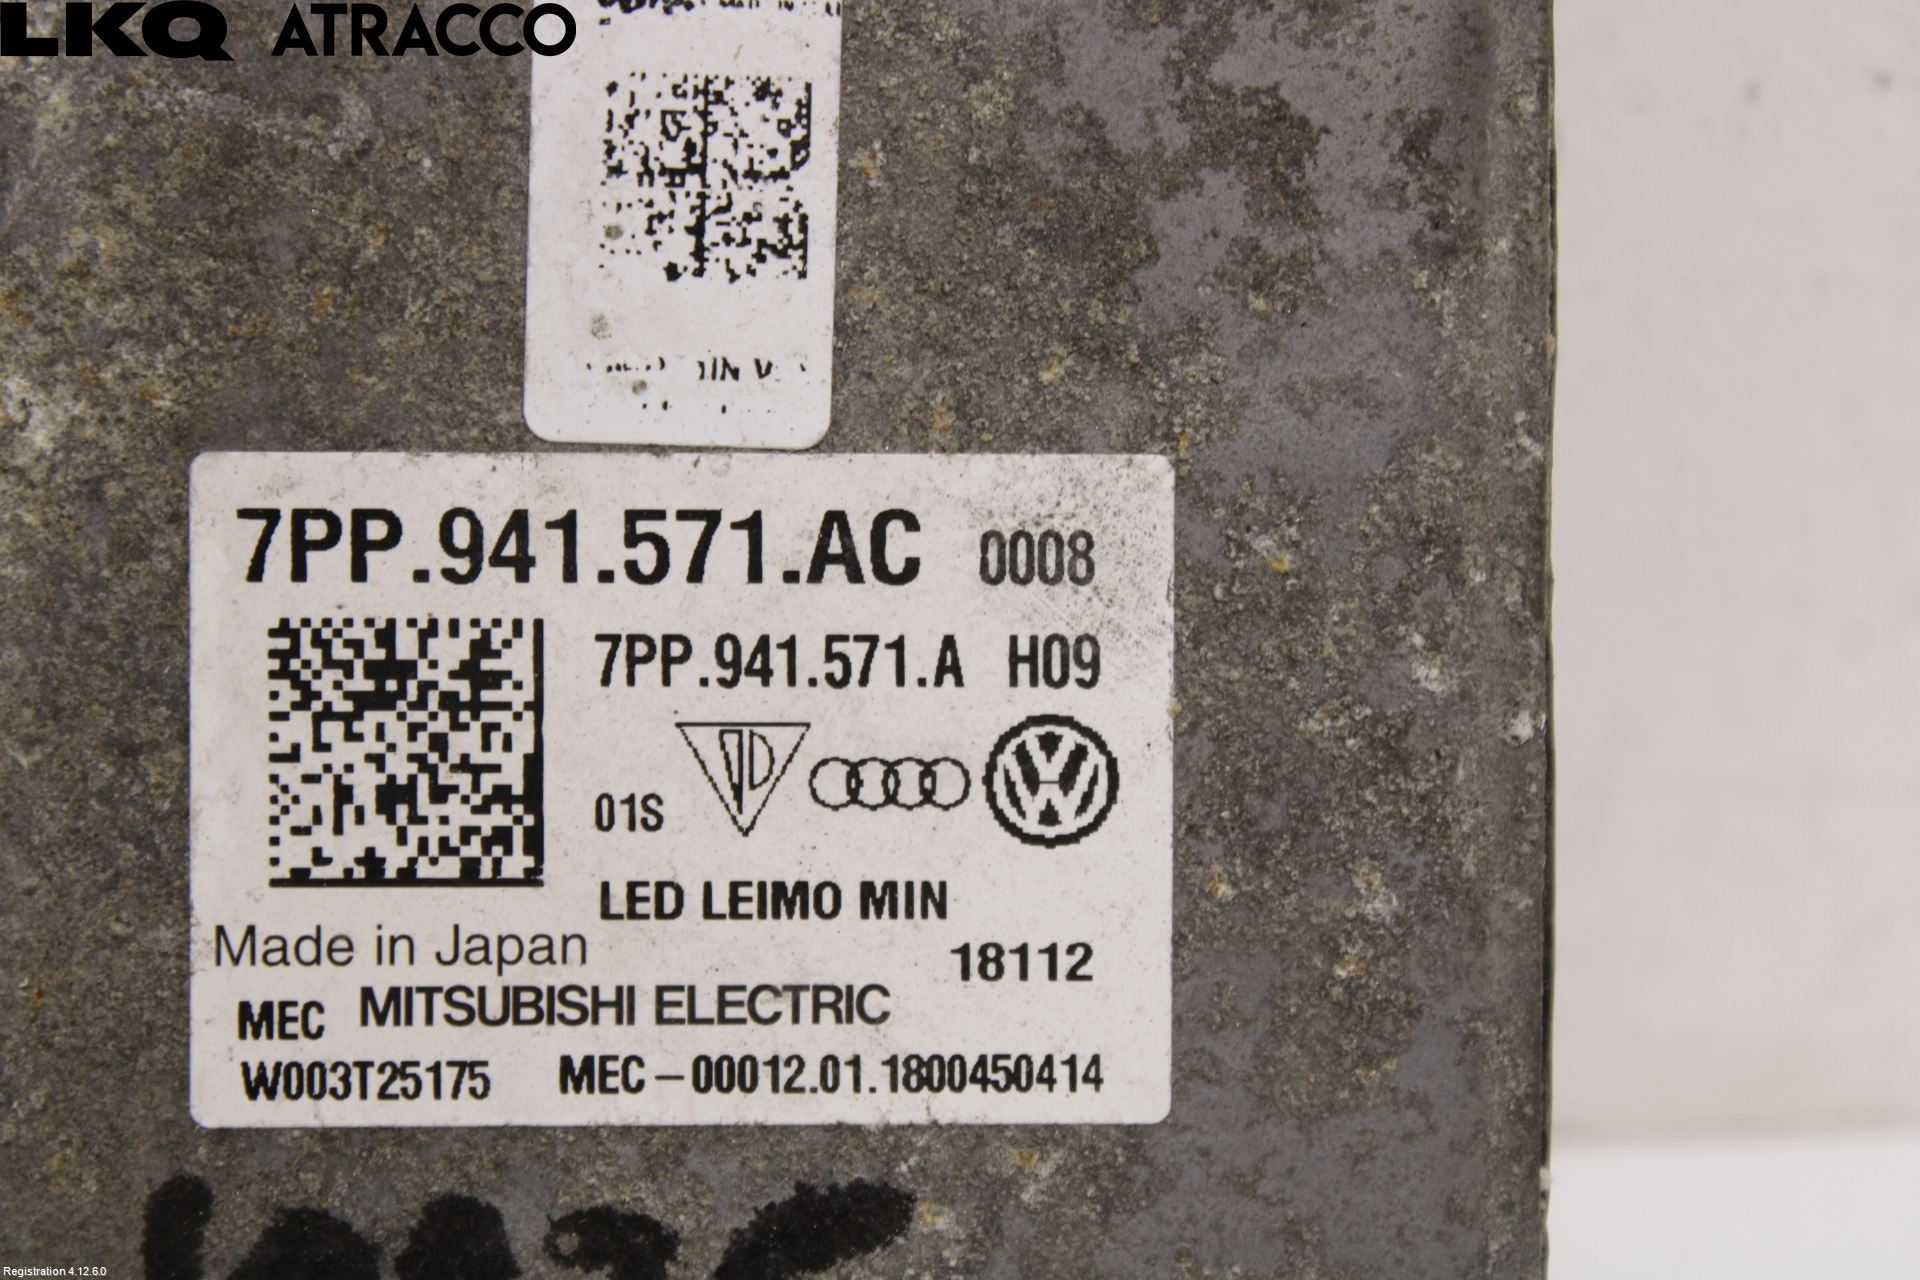 LKQ ATRACCO
7PP.941.571.AC 0008
7PP.941.571.A H09
01S
LED LEIMO MIN
Made in Japan
18112
MEC MITSUBISHI ELECTRIC
W003T25175 MEC-00012.01.1800450414
Registration 4.12.6.0